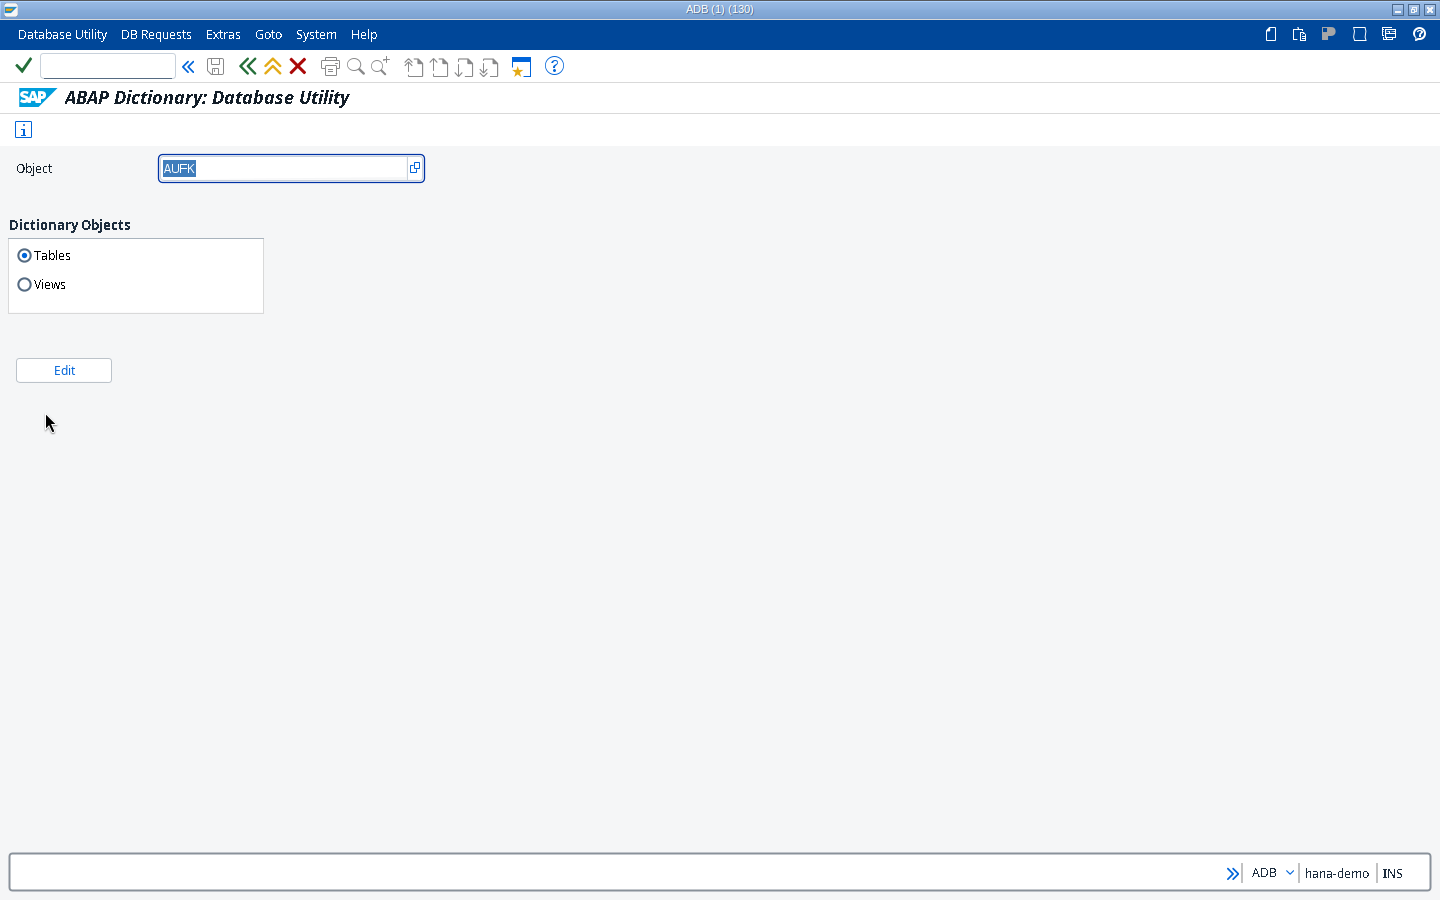 ADB (1) (130)
Database Utility DB Requests Extras Goto System Help
SAP ABAP Dictionary: Database Utility
Object AUFK
Dictionary Objects
Tables
Views
Edit
ADB hana-demo INS